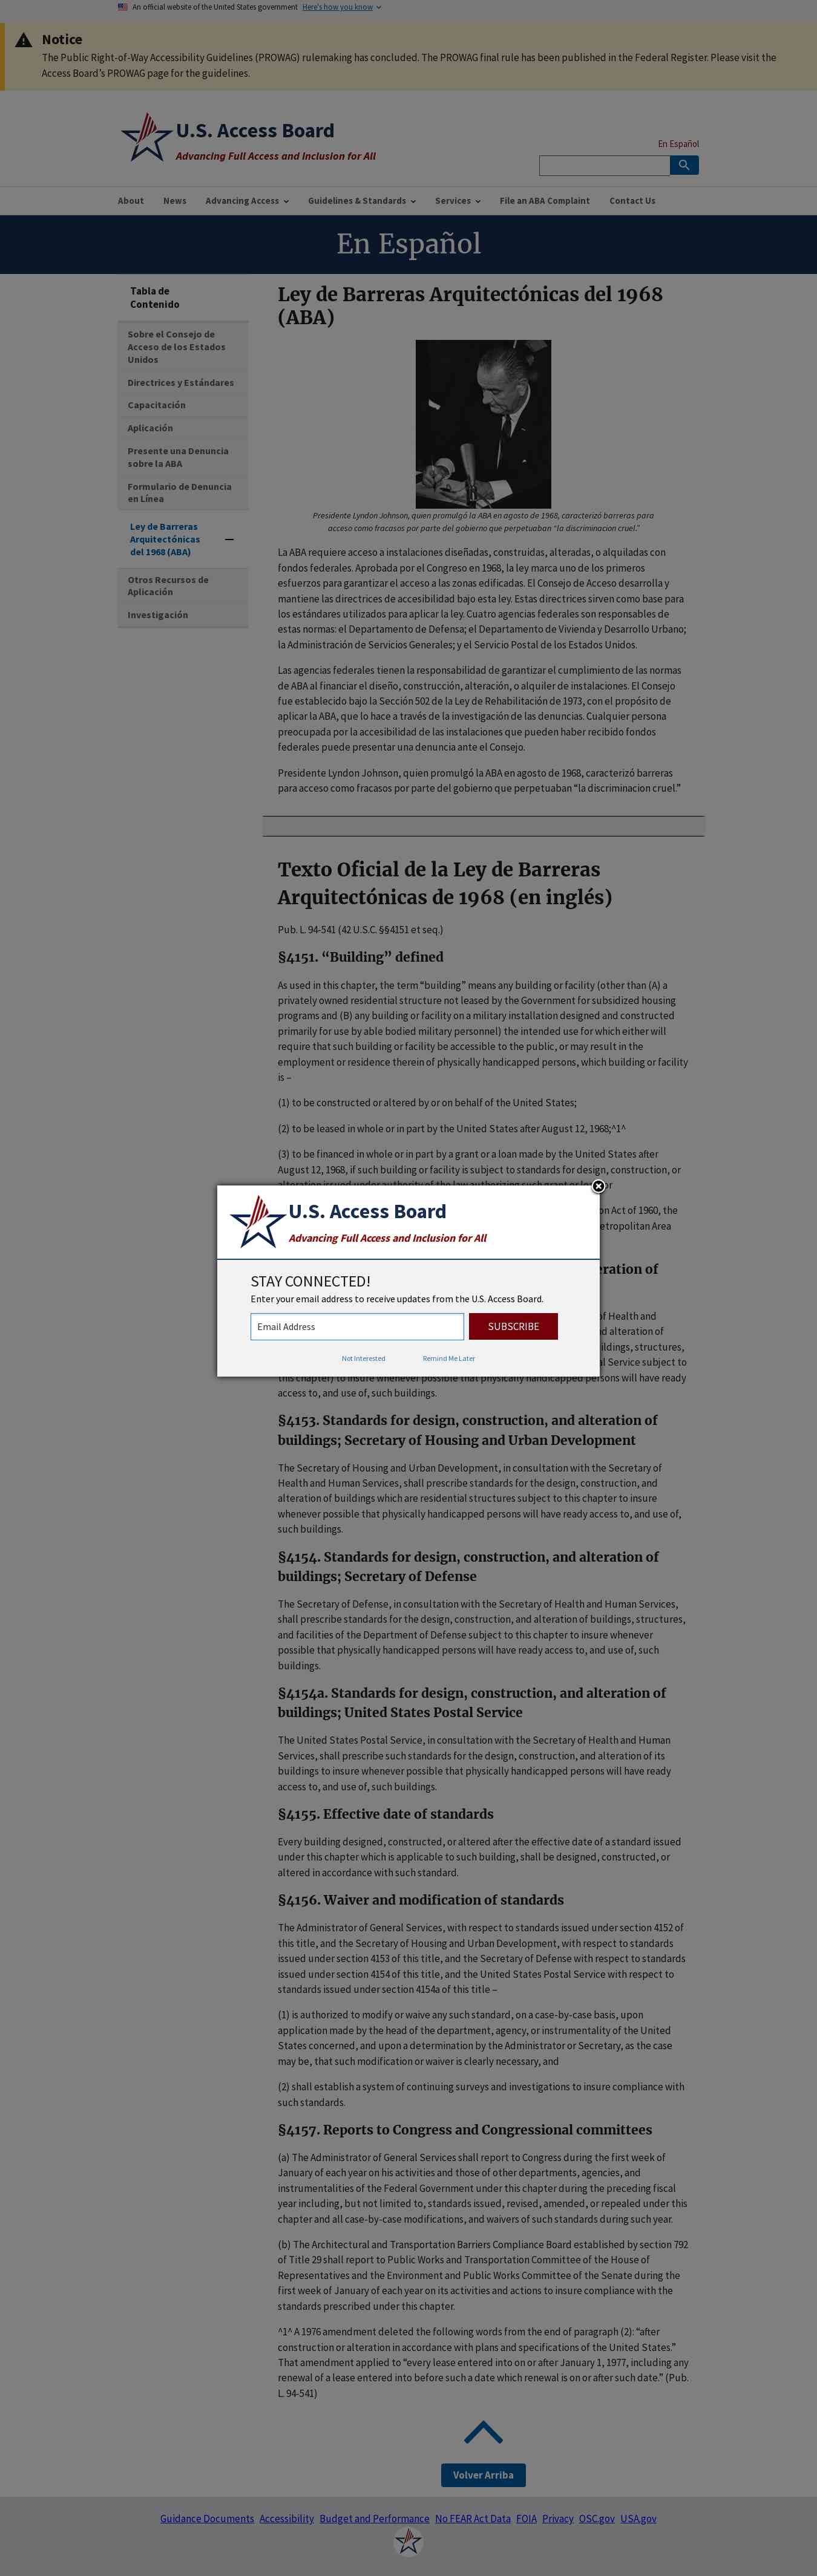 An official website of the United States government Here's how you know
Notice
The Public Right-of-Way Accessibility Guidelines (PROWAG) rulemaking has concluded. The PROWAG final rule has been published in the Federal Register. Please visit the
Access Board’s PROWAG page for the guidelines.
U.S. Access Board
Advancing Full Access and Inclusion for All
En Español
About News Advancing Access Guidelines & Standards Services File an ABA Complaint Contact Us
En Español
Tabla de
Contenido
Sobre el Consejo de
Acceso de los Estados
Unidos
Directrices y Estándares
Capacitación
Aplicación
Presente una Denuncia
sobre la ABA
Formulario de Denuncia
en Línea
Ley de Barreras
Arquitectónicas
del 1968 (ABA)
Otros Recursos de
Aplicación
Investigación
Ley de Barreras Arquitectónicas del 1968
(ABA)
Presidente Lyndon Johnson, quien promulgó la ABA en agosto de 1968, caracterizó barreras para
acceso como fracasos por parte del gobierno que perpetuaban “la discriminacion cruel.”
La ABA requiere acceso a instalaciones diseñadas, construidas, alteradas, o alquiladas con
fondos federales. Aprobada por el Congreso en 1968, la ley marca uno de los primeros
esfuerzos para garantizar el acceso a las zonas edificadas. El Consejo de Acceso desarrolla y
mantiene las directrices de accesibilidad bajo esta ley. Estas directrices sirven como base para
los estándares utilizados para aplicar la ley. Cuatro agencias federales son responsables de
estas normas: el Departamento de Defensa; el Departamento de Vivienda y Desarrollo Urbano;
la Administración de Servicios Generales; y el Servicio Postal de los Estados Unidos.
Las agencias federales tienen la responsabilidad de garantizar el cumplimiento de las normas
de ABA al financiar el diseño, construcción, alteración, o alquiler de instalaciones. El Consejo
fue establecido bajo la Sección 502 de la Ley de Rehabilitación de 1973, con el propósito de
aplicar la ABA, que lo hace a través de la investigación de las denuncias. Cualquier persona
preocupada por la accesibilidad de las instalaciones que pueden haber recibido fondos
federales puede presentar una denuncia ante el Consejo.
Presidente Lyndon Johnson, quien promulgó la ABA en agosto de 1968, caracterizó barreras
para acceso como fracasos por parte del gobierno que perpetuaban “la discriminacion cruel.”
Texto Oficial de la Ley de Barreras
Arquitectónicas de 1968 (en inglés)
Pub. L. 94-541 (42 U.S.C. §§4151 et seq.)
§4151. “Building” defined
As used in this chapter, the term “building” means any building or facility (other than (A) a
privately owned residential structure not leased by the Government for subsidized housing
programs and (B) any building or facility on a military installation designed and constructed
primarily for use by able bodied military personnel) the intended use for which either will
require that such building or facility be accessible to the public, or may result in the
employment or residence therein of physically handicapped persons, which building or facility
is –
(1) to be constructed or altered by or on behalf of the United States;
(2) to be leased in whole or in part by the United States after August 12, 1968;^1^
(3) to be financed in whole or in part by a grant or a loan made by the United States after
August 12, 1968, if such building or facility is subject to standards for design, construction, or
alteration issued under authority of the law authorizing such grant or loan; or
on Act of 1960, the
etropolitan Area
eration of
of Health and
nd alteration of
ildings, structures,
al Service subject to
this chapter) to insure whenever possible that physically handicapped persons will have ready
access to, and use of, such buildings.
U.S. Access Board
Advancing Full Access and Inclusion for All
STAY CONNECTED!
Enter your email address to receive updates from the U.S. Access Board.
Email Address SUBSCRIBE
Not Interested Remind Me Later
§4153. Standards for design, construction, and alteration of
buildings; Secretary of Housing and Urban Development
The Secretary of Housing and Urban Development, in consultation with the Secretary of
Health and Human Services, shall prescribe standards for the design, construction, and
alteration of buildings which are residential structures subject to this chapter to insure
whenever possible that physically handicapped persons will have ready access to, and use of,
such buildings.
§4154. Standards for design, construction, and alteration of
buildings; Secretary of Defense
The Secretary of Defense, in consultation with the Secretary of Health and Human Services,
shall prescribe standards for the design, construction, and alteration of buildings, structures,
and facilities of the Department of Defense subject to this chapter to insure whenever
possible that physically handicapped persons will have ready access to, and use of, such
buildings.
§4154a. Standards for design, construction, and alteration of
buildings; United States Postal Service
The United States Postal Service, in consultation with the Secretary of Health and Human
Services, shall prescribe such standards for the design, construction, and alteration of its
buildings to insure whenever possible that physically handicapped persons will have ready
access to, and use of, such buildings.
§4155. Effective date of standards
Every building designed, constructed, or altered after the effective date of a standard issued
under this chapter which is applicable to such building, shall be designed, constructed, or
altered in accordance with such standard.
§4156. Waiver and modification of standards
The Administrator of General Services, with respect to standards issued under section 4152 of
this title, and the Secretary of Housing and Urban Development, with respect to standards
issued under section 4153 of this title, and the Secretary of Defense with respect to standards
issued under section 4154 of this title, and the United States Postal Service with respect to
standards issued under section 4154a of this title –
(1) is authorized to modify or waive any such standard, on a case-by-case basis, upon
application made by the head of the department, agency, or instrumentality of the United
States concerned, and upon a determination by the Administrator or Secretary, as the case
may be, that such modification or waiver is clearly necessary, and
(2) shall establish a system of continuing surveys and investigations to insure compliance with
such standards.
§4157. Reports to Congress and Congressional committees
(a) The Administrator of General Services shall report to Congress during the first week of
January of each year on his activities and those of other departments, agencies, and
instrumentalities of the Federal Government under this chapter during the preceding fiscal
year including, but not limited to, standards issued, revised, amended, or repealed under this
chapter and all case-by-case modifications, and waivers of such standards during such year.
(b) The Architectural and Transportation Barriers Compliance Board established by section 792
of Title 29 shall report to Public Works and Transportation Committee of the House of
Representatives and the Environment and Public Works Committee of the Senate during the
first week of January of each year on its activities and actions to insure compliance with the
standards prescribed under this chapter.
^1^ A 1976 amendment deleted the following words from the end of paragraph (2): “after
construction or alteration in accordance with plans and specifications of the United States.”
That amendment applied to “every lease entered into on or after January 1, 1977, including any
renewal of a lease entered into before such a date which renewal is on or after such date.” (Pub.
L. 94-541)
Volver Arriba
Guidance Documents Accessibility Budget and Performance No FEAR Act Data FOIA Privacy OSC.gov USA.gov